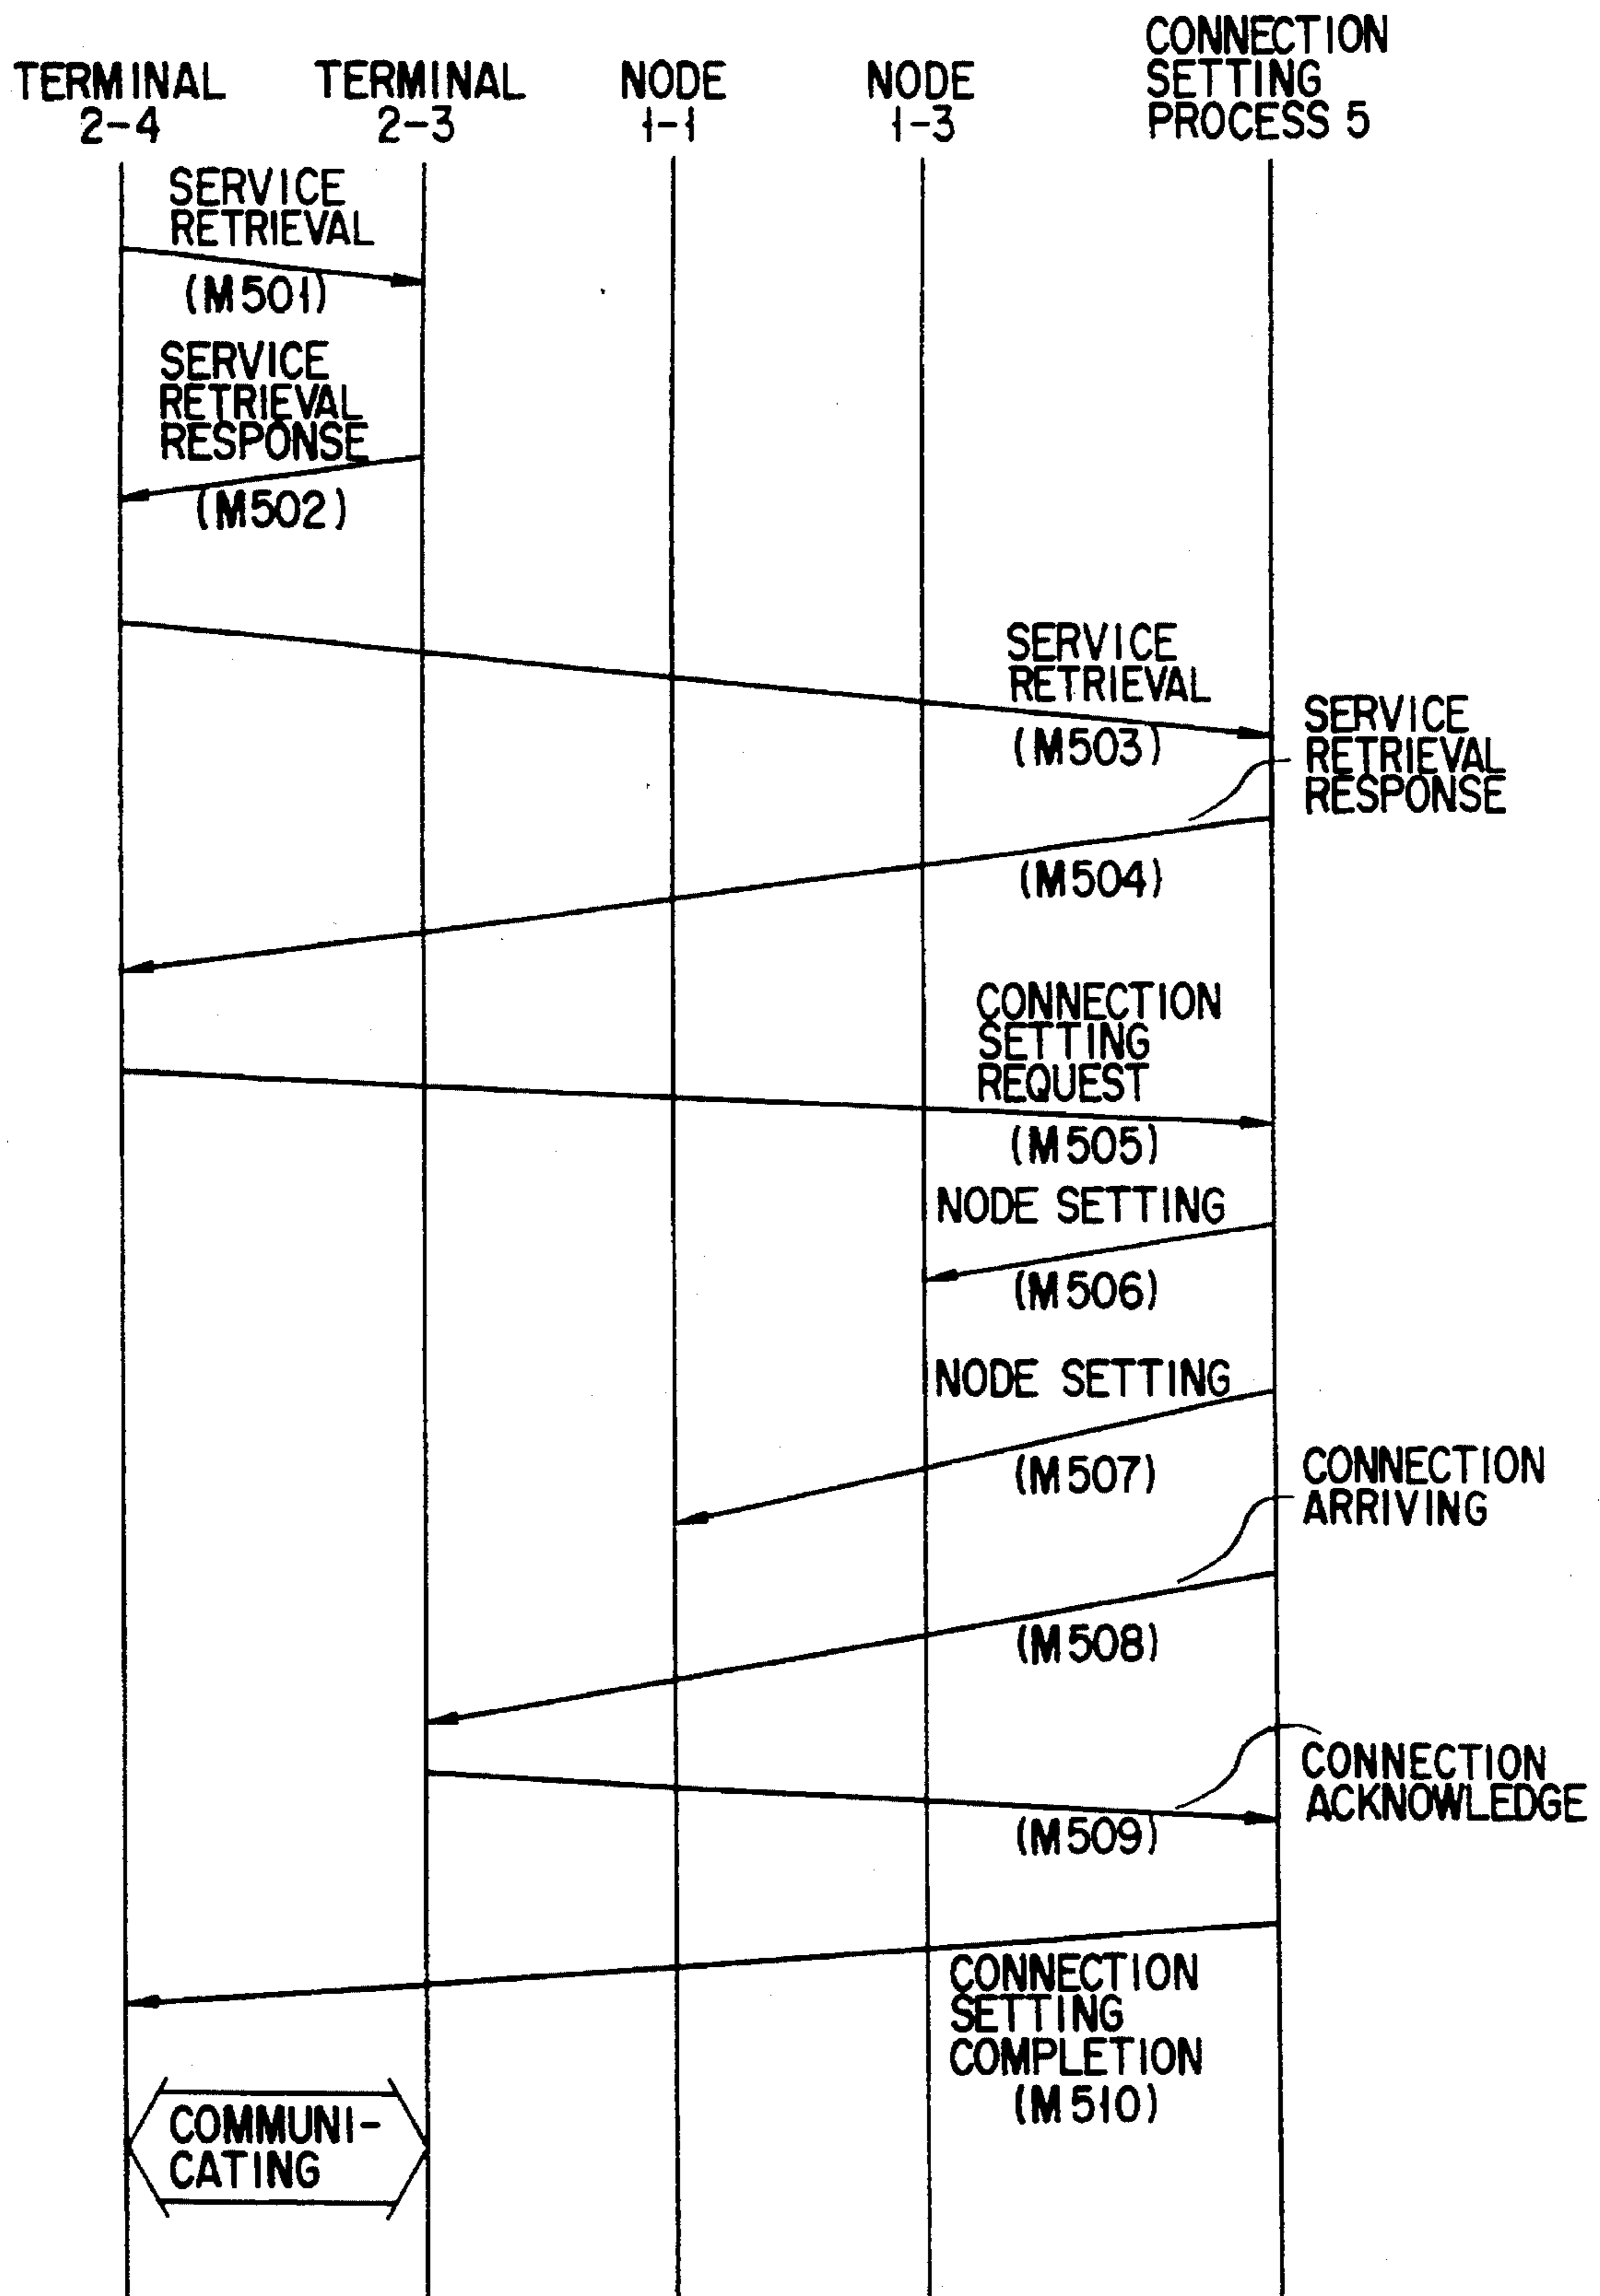 TERMINAL
2-4
TERMINAL
2-3
NODE
1-1
NODE
1-3
CONNECTION
SETTING
PROCESS 5
SERVICE
RETRIEVAL
(M501)
SERVICE
RETRIEVAL
RESPONSE
(M502)
SERVICE
RETRIEVAL
(M503)
SERVICE
RETRIEVAL
RESPONSE
(M504)
CONNECTION
SETTING
REQUEST
(M505)
NODE SETTING
(M506)
NODE SETTING
(M507)
CONNECTION
ARRIVING
(M508)
CONNECTION
ACKNOWLEDGE
(M509)
CONNECTION
SETTING
COMPLETION
(M510)
COMMUNI-
CATING